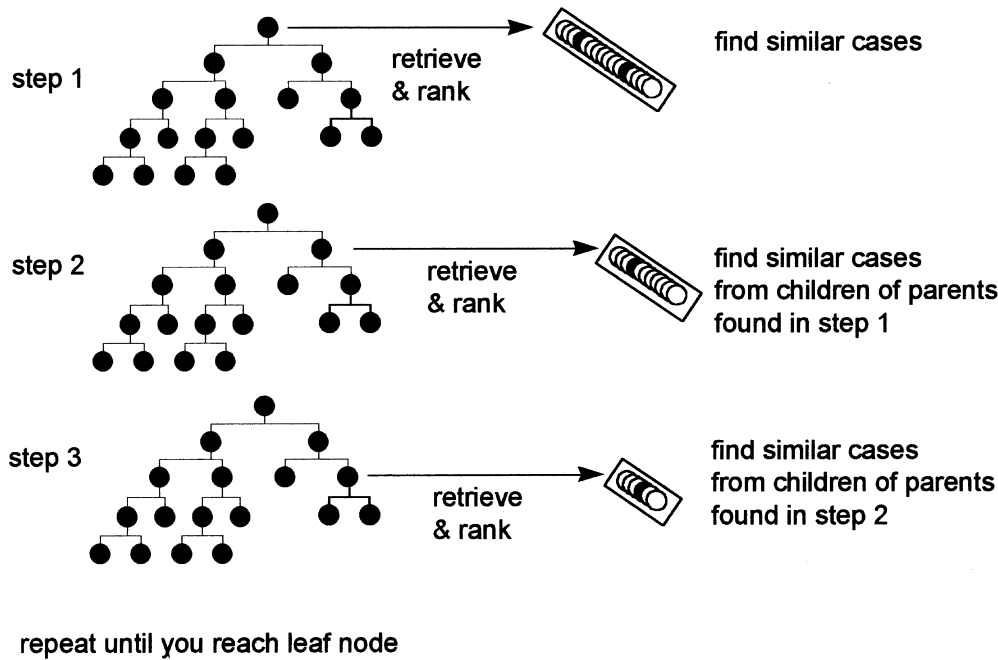 step 1
retrieve
& rank
find similar cases
step 2
retrieve
& rank
find similar cases
from children of parents
found in step 1
step 3
retrieve
& rank
find similar cases
from children of parents
found in step 2
repeat until you reach leaf node